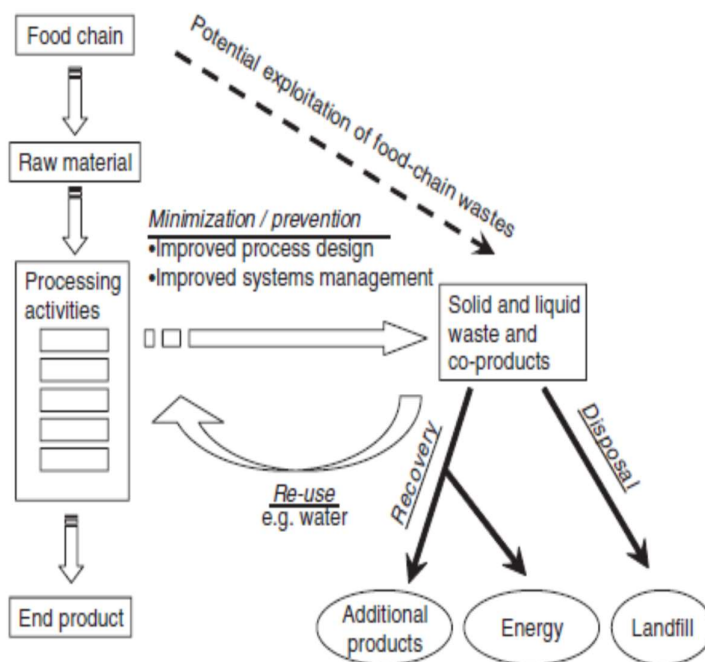 Food chain
Potential exploitation of food-chain wastes
Raw material
Minimization / prevention
•Improved process design
•Improved systems management
Processing
activities
Solid and liquid
waste and
co-products
Re-use
e.g. water
Recovery
Disposal
End product
Additional
products
Energy
Landfill